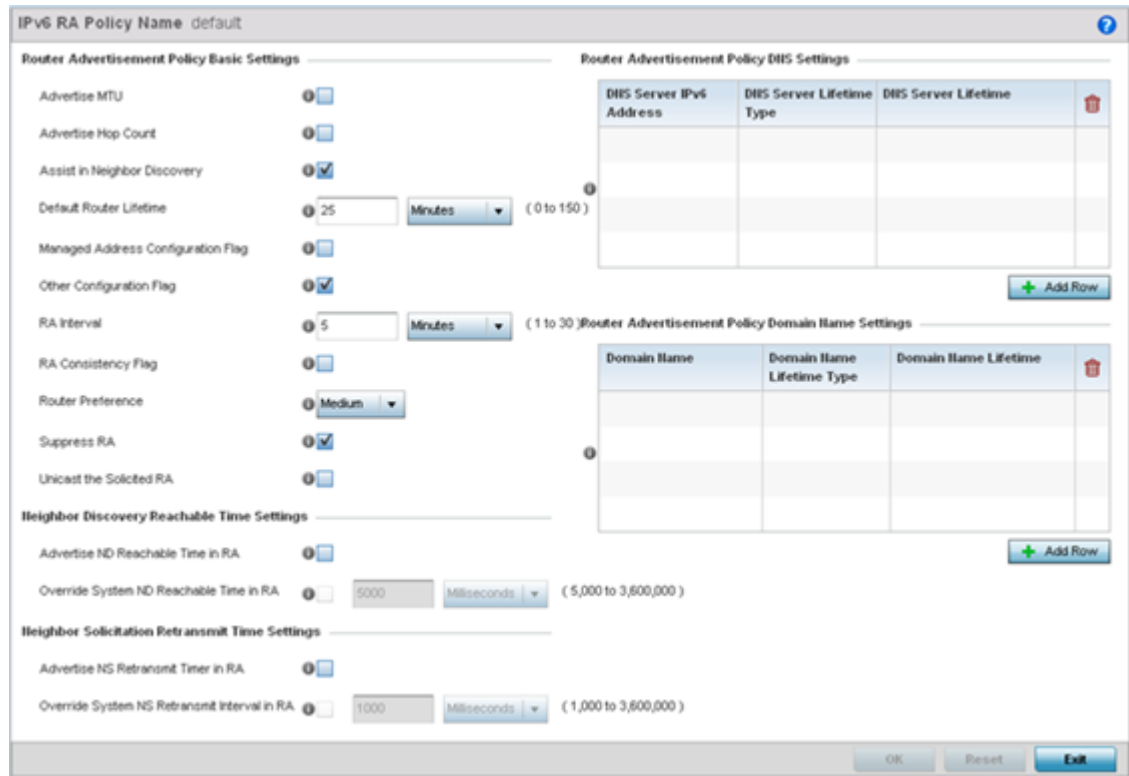 IPv6 RA Policy Name default
?
Router Advertisement Policy Basic Settings
Advertise MTU
Advertise Hop Count
Assist in Neighbor Discovery
Default Router Lifetime 25 Minutes ( 0 to 150 )
Managed Address Configuration Flag
Other Configuration Flag
RA Interval 5 Minutes ( 1 to 30 )
RA Consistency Flag
Router Preference Medium
Suppress RA
Unicast the Solicited RA
Neighbor Discovery Reachable Time Settings
Advertise ND Reachable Time in RA
Override System ND Reachable Time in RA 5000 Milliseconds ( 5,000 to 3,600,000 )
Neighbor Solicitation Retransmit Time Settings
Advertise NS Retransmit Timer in RA
Override System NS Retransmit Interval in RA 1000 Milliseconds ( 1,000 to 3,600,000 )
Router Advertisement Policy DNS Settings
DNS Server IPv6 Address
DNS Server Lifetime Type
DNS Server Lifetime
Add Row
Router Advertisement Policy Domain Name Settings
Domain Name
Domain Name Lifetime Type
Domain Name Lifetime
Add Row
OK Reset Exit